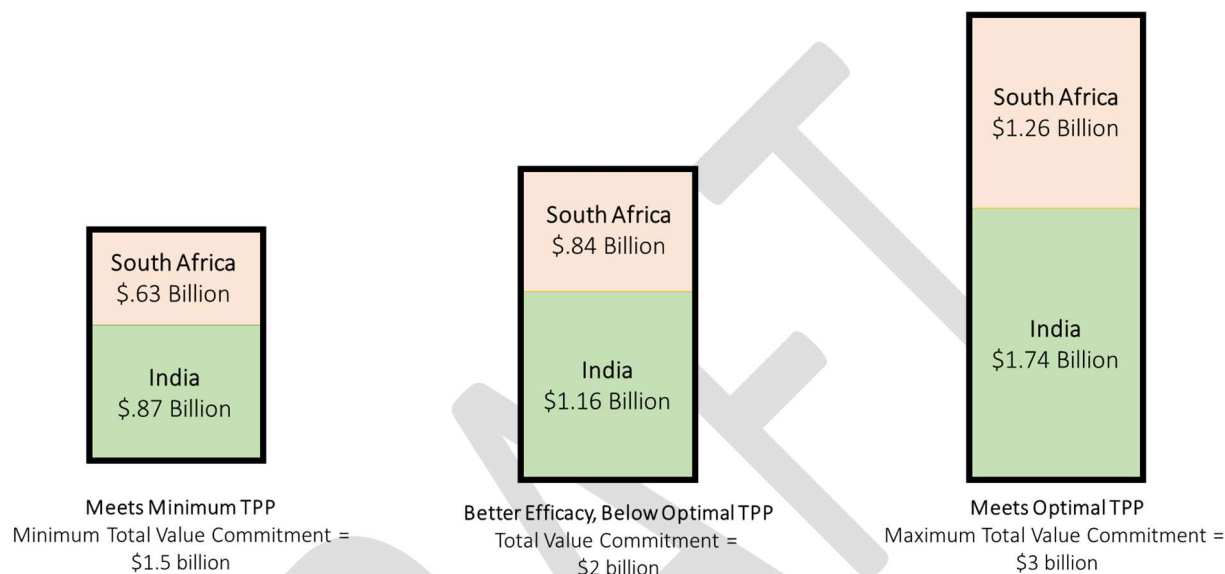 South Africa
$.63 Billion
India
$.87 Billion
Meets Minimum TPP
Minimum Total Value Commitment =
$1.5 billion
South Africa
$.84 Billion
India
$1.16 Billion
Better Efficacy, Below Optimal TPP
Total Value Commitment =
$2 billion
South Africa
$1.26 Billion
India
$1.74 Billion
Meets Optimal TPP
Maximum Total Value Commitment =
$3 billion
DRAFT